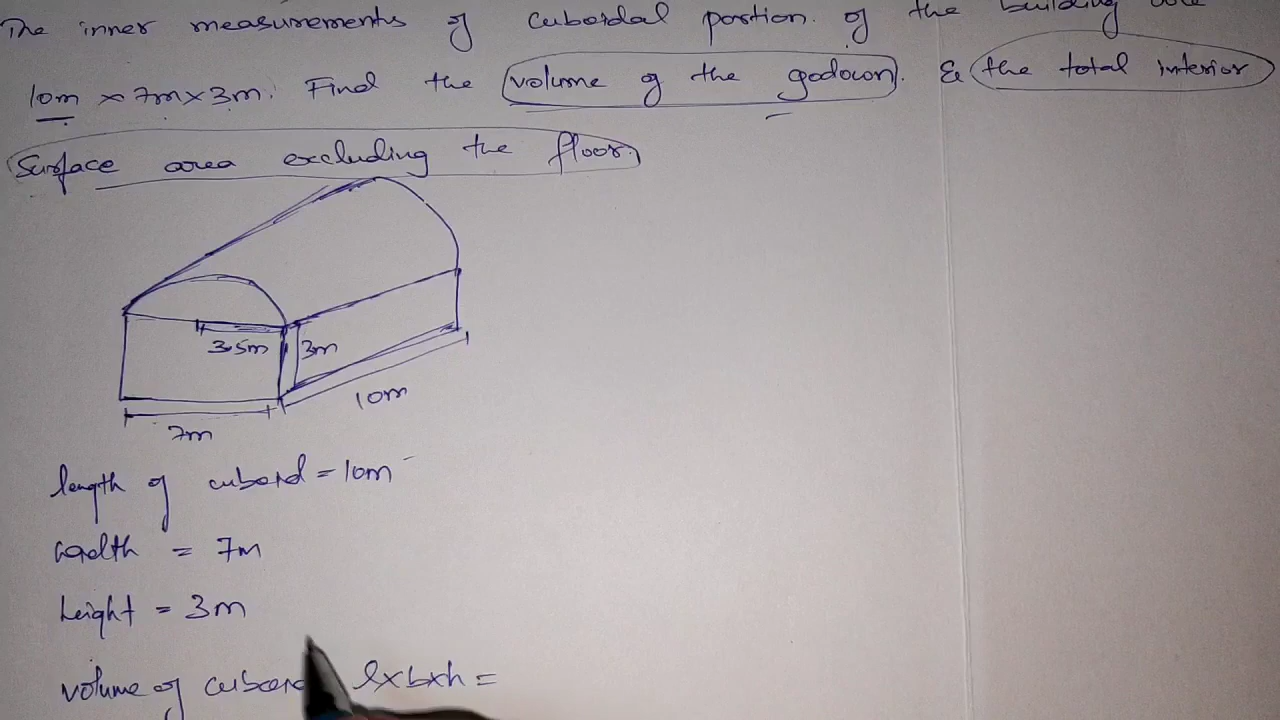 The inner measurements of cuboidal portion. of the building are
10m x 7m x 3m. Find the volume of the godown. & the total interior
Surface area excluding the floor.
3.5m
3m
10m
7m
length of cuboid = 10m
width = 7m
height = 3m
volume of cuboid l x b x h =